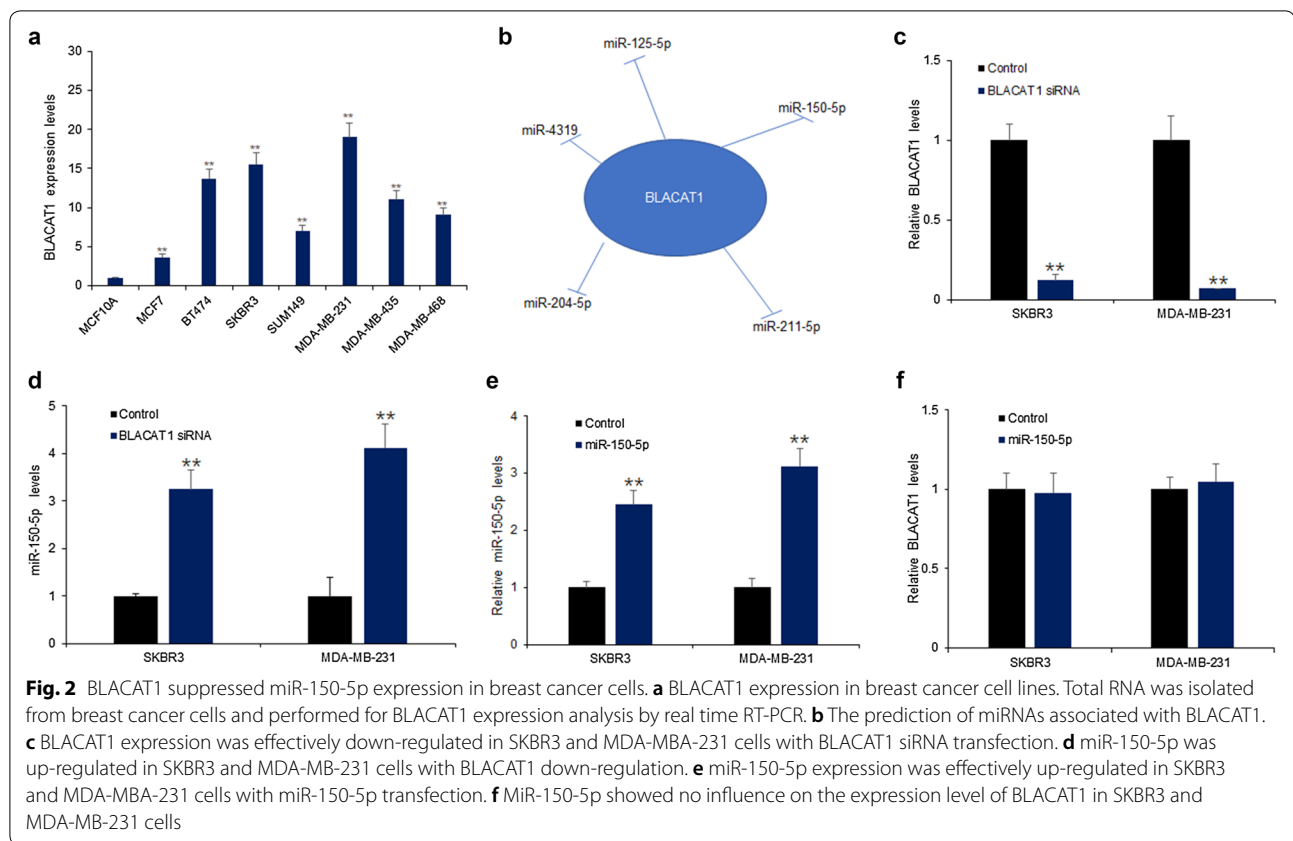 a
BLACAT1 expression levels
30
25
20
15
10
5
0
**
**
**
**
**
**
**
MCF10A
MCF7
BT474
SKBR3
SUM149
MDA-MB-231
MDA-MB-435
MDA-MB-468
b
miR-125-5p
miR-150-5p
miR-4319
BLACAT1
miR-204-5p
miR-211-5p
c
Relative BLACAT1 levels
1.5
1
0.5
0
Control
BLACAT1 siRNA
**
**
SKBR3
MDA-MB-231
d
miR-150-5p levels
5
4
3
2
1
0
Control
BLACAT1 siRNA
**
**
SKBR3
MDA-MB-231
e
Relative miR-150-5p levels
4
3
2
1
0
Control
miR-150-5p
**
**
SKBR3
MDA-MB-231
f
Relative BLACAT1 levels
1.5
1
0.5
0
Control
miR-150-5p
SKBR3
MDA-MB-231
Fig. 2 BLACAT1 suppressed miR-150-5p expression in breast cancer cells. a BLACAT1 expression in breast cancer cell lines. Total RNA was isolated
from breast cancer cells and performed for BLACAT1 expression analysis by real time RT-PCR. b The prediction of miRNAs associated with BLACAT1.
c BLACAT1 expression was effectively down-regulated in SKBR3 and MDA-MBA-231 cells with BLACAT1 siRNA transfection. d miR-150-5p was
up-regulated in SKBR3 and MDA-MB-231 cells with BLACAT1 down-regulation. e miR-150-5p expression was effectively up-regulated in SKBR3
and MDA-MBA-231 cells with miR-150-5p transfection. f MiR-150-5p showed no influence on the expression level of BLACAT1 in SKBR3 and
MDA-MB-231 cells